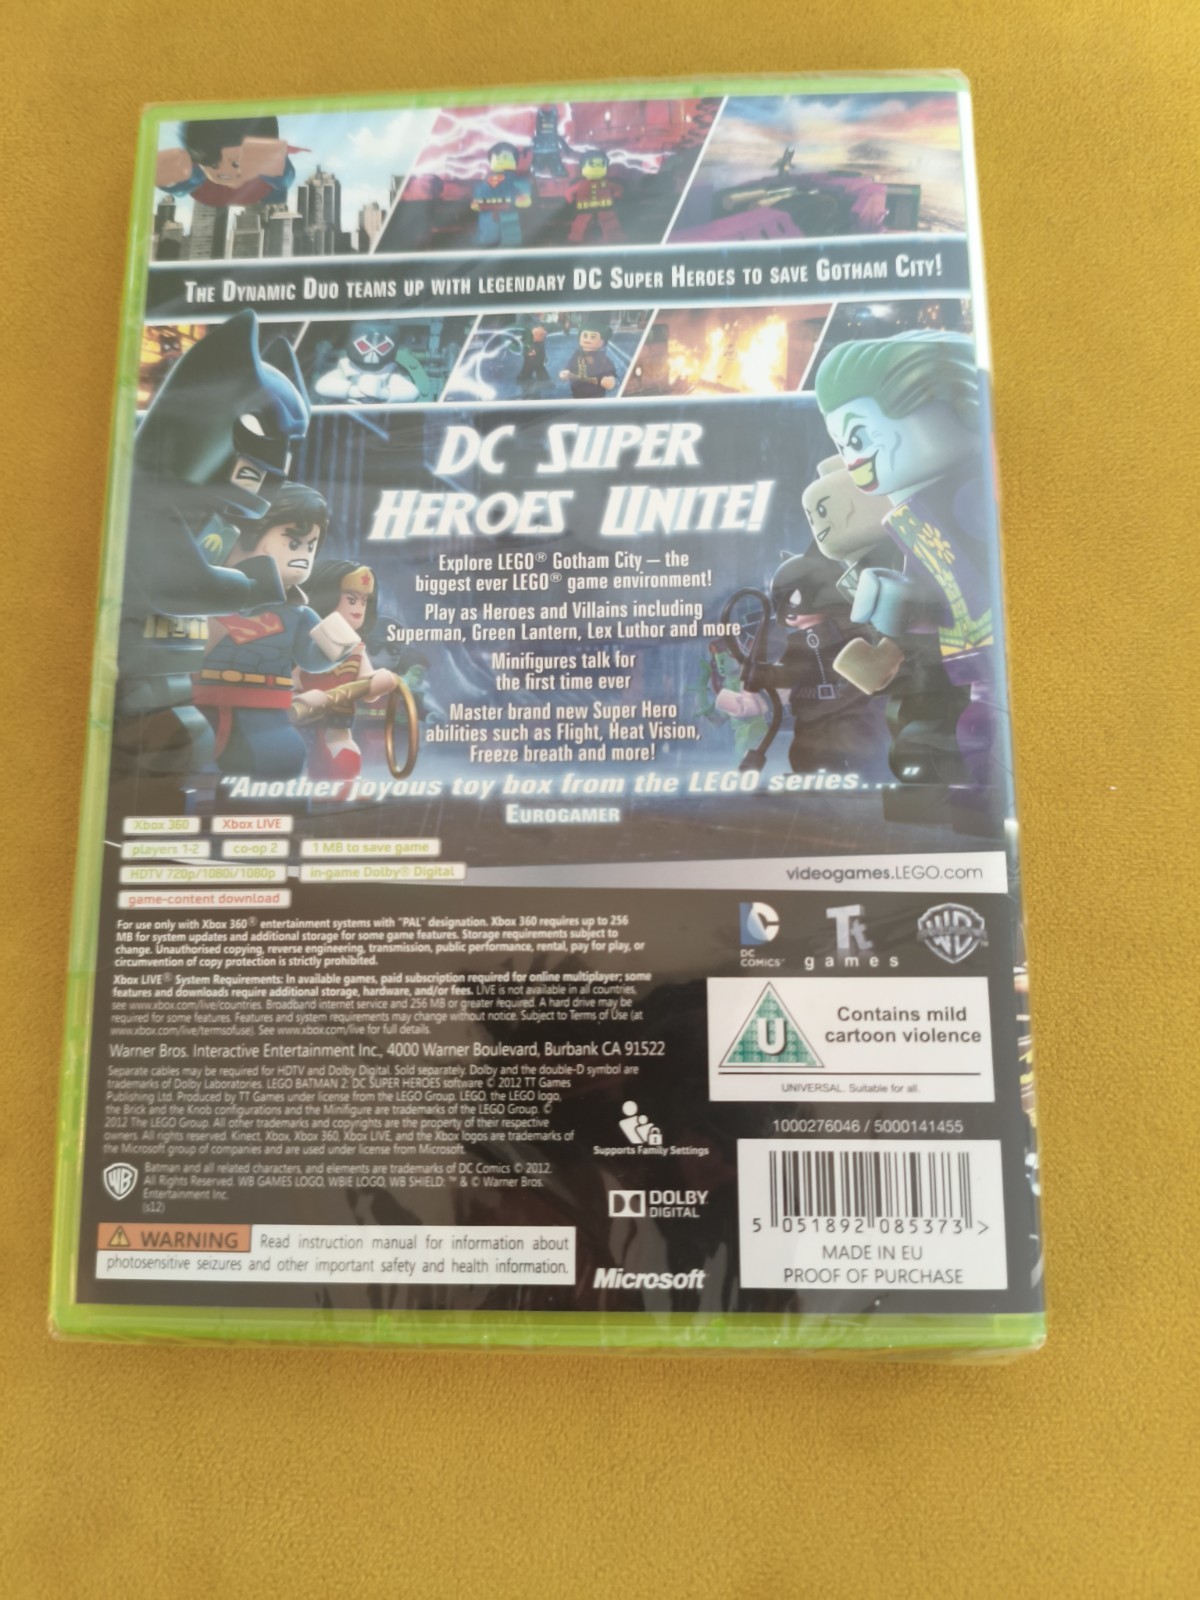 THE DYNAMIC DUO TEAMS UP WITH LEGENDARY DC SUPER HEROES TO SAVE GOTHAM CITY!
DC SUPER
HEROES UNITE!
Explore LEGO® Gotham City – the
biggest ever LEGO® game environment!
Play as Heroes and Villains including
Superman, Green Lantern, Lex Luthor and more
Minifigures talk for
the first time ever
Master brand new Super Hero
abilities such as Flight, Heat Vision,
Freeze breath and more!
“Another joyous toy box from the LEGO series...”
EUROGAMER
Xbox 360 Xbox LIVE
players 1-2 co-op 2 1 MB to save game
HDTV 720p/1080i/1080p in-game Dolby® Digital
game-content download
videogames.LEGO.com
For use only with Xbox 360® entertainment systems with "PAL" designation. Xbox 360 requires up to 256
MB for system updates and additional storage for some game features. Storage requirements subject to
change. Unauthorised copying, reverse engineering, transmission, public performance, rental, pay for play, or
circumvention of copy protection is strictly prohibited.
Xbox LIVE® System Requirements: In available games, paid subscription required for online multiplayer; some
features and downloads require additional storage, hardware, and/or fees. LIVE is not available in all countries,
see www.xbox.com/live/countries. Broadband internet service and 256 MB or greater required. A hard drive may be
required for some features. Features and system requirements may change without notice. Subject to Terms of Use (at
www.xbox.com/live/termsofuse). See www.xbox.com/live for full details.
Warner Bros. Interactive Entertainment Inc., 4000 Warner Boulevard, Burbank CA 91522
Separate cables may be required for HDTV and Dolby Digital. Sold separately. Dolby and the double-D symbol are
trademarks of Dolby Laboratories. LEGO BATMAN 2: DC SUPER HEROES software © 2012 TT Games
Publishing Ltd. Produced by TT Games under license from the LEGO Group. LEGO, the LEGO logo,
the Brick and the Knob configurations and the Minifigure are trademarks of the LEGO Group. ©
2012 The LEGO Group. All other trademarks and copyrights are the property of their respective
owners. All rights reserved. Kinect, Xbox, Xbox 360, Xbox LIVE, and the Xbox logos are trademarks of
the Microsoft group of companies and are used under license from Microsoft.
WB
Batman and all related characters, and elements are trademarks of DC Comics © 2012.
All Rights Reserved. WB GAMES LOGO, WBIE LOGO, WB SHIELD: ™ & © Warner Bros.
Entertainment Inc.
(s12)
WARNING Read instruction manual for information about
photosensitive seizures and other important safety and health information.
DC
DC
COMICS™
Tt
games
WB
U
Contains mild
cartoon violence
UNIVERSAL. Suitable for all.
Supports Family Settings
DOLBY
DIGITAL
Microsoft
1000276046 / 5000141455
5 051892 085373 >
MADE IN EU
PROOF OF PURCHASE